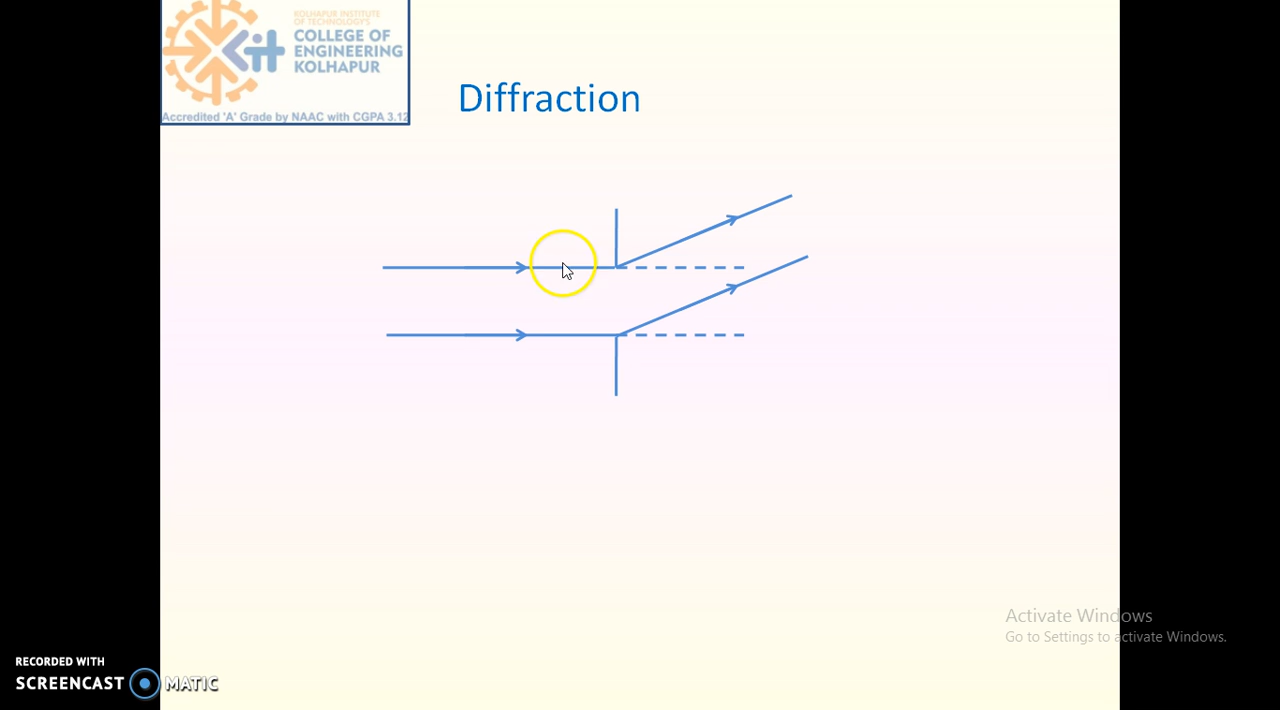 KOLHAPUR INSTITUTE
OF TECHNOLOGY'S
COLLEGE OF
ENGINEERING
KOLHAPUR
Accredited 'A' Grade by NAAC with CGPA 3.12
Diffraction
Activate Windows
Go to Settings to activate Windows.
RECORDED WITH
SCREENCAST MATIC